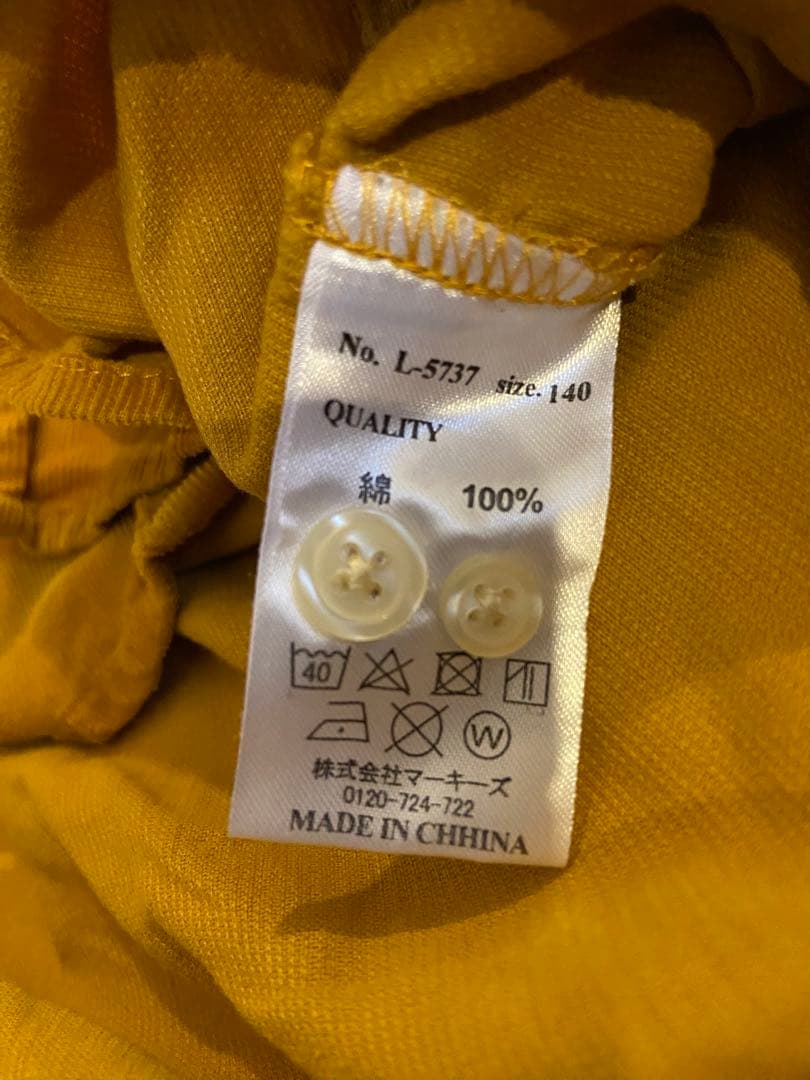 No. L-5737 size. 140
QUALITY
綿 100%
40
W
株式会社マーキーズ
0120-724-722
MADE IN CHHINA